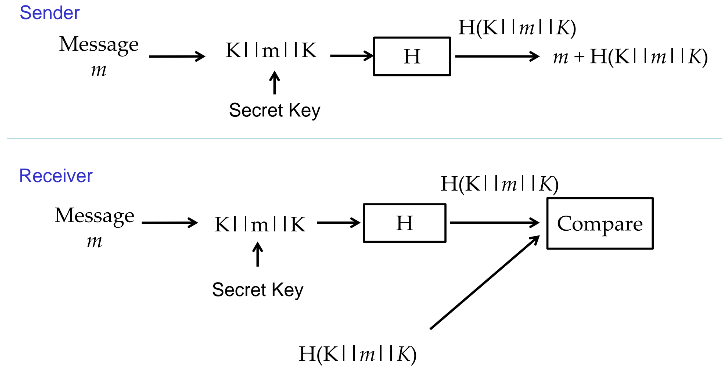 Sender
Message
m
K||m||K
Secret Key
H
H(K||m||K)
m + H(K||m||K)
Receiver
Message
m
K||m||K
Secret Key
H
H(K||m||K)
Compare
H(K||m||K)